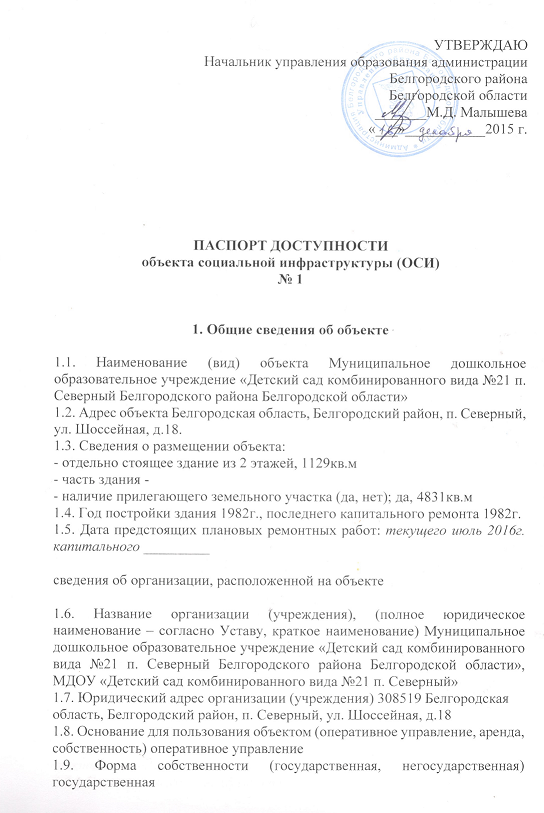 УТВЕРЖДАЮ
Начальник управления образования администрации
Белгородского района
Белгородской области
М.Д. Малышева
« » декабря 2015 г.
ПАСПОРТ ДОСТУПНОСТИ
объекта социальной инфраструктуры (ОСИ)
№ 1
1. Общие сведения об объекте
1.1. Наименование (вид) объекта Муниципальное дошкольное
образовательное учреждение «Детский сад комбинированного вида №21 п.
Северный Белгородского района Белгородской области»
1.2. Адрес объекта Белгородская область, Белгородский район, п. Северный,
ул. Шоссейная, д.18.
1.3. Сведения о размещении объекта:
- отдельно стоящее здание из 2 этажей, 1129кв.м
- часть здания -
- наличие прилегающего земельного участка (да, нет); да, 4831кв.м
1.4. Год постройки здания 1982г., последнего капитального ремонта 1982г.
1.5. Дата предстоящих плановых ремонтных работ: текущего июль 2016г.
капитального __________
сведения об организации, расположенной на объекте
1.6. Название организации (учреждения), (полное юридическое
наименование – согласно Уставу, краткое наименование) Муниципальное
дошкольное образовательное учреждение «Детский сад комбинированного
вида №21 п. Северный Белгородского района Белгородской области»,
МДОУ «Детский сад комбинированного вида №21 п. Северный»
1.7. Юридический адрес организации (учреждения) 308519 Белгородская
область, Белгородский район, п. Северный, ул. Шоссейная, д.18
1.8. Основание для пользования объектом (оперативное управление, аренда,
собственность) оперативное управление
1.9. Форма собственности (государственная, негосударственная)
государственная